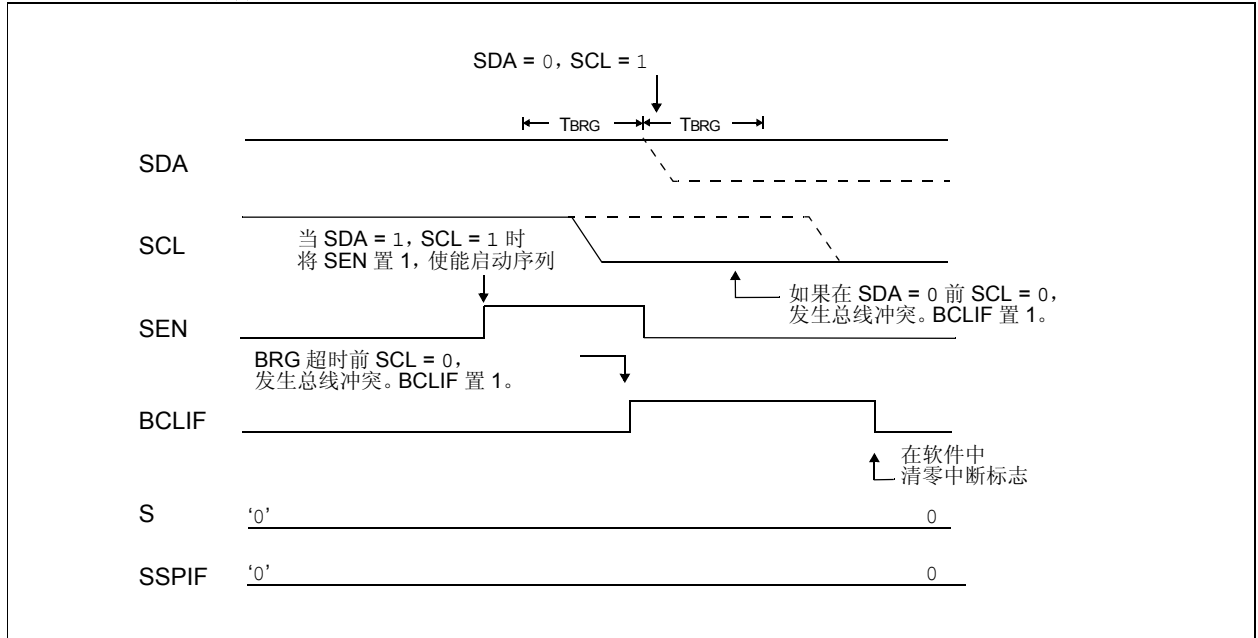 SDA = 0，SCL = 1
TBRG TBRG
SDA
SCL
当 SDA = 1，SCL = 1 时
将 SEN 置 1，使能启动序列
如果在 SDA = 0 前 SCL = 0，
发生总线冲突。BCLIF 置 1。
SEN
BRG 超时前 SCL = 0，
发生总线冲突。BCLIF 置 1。
BCLIF
在软件中
清零中断标志
S ‘0’ 0
SSPIF ‘0’ 0